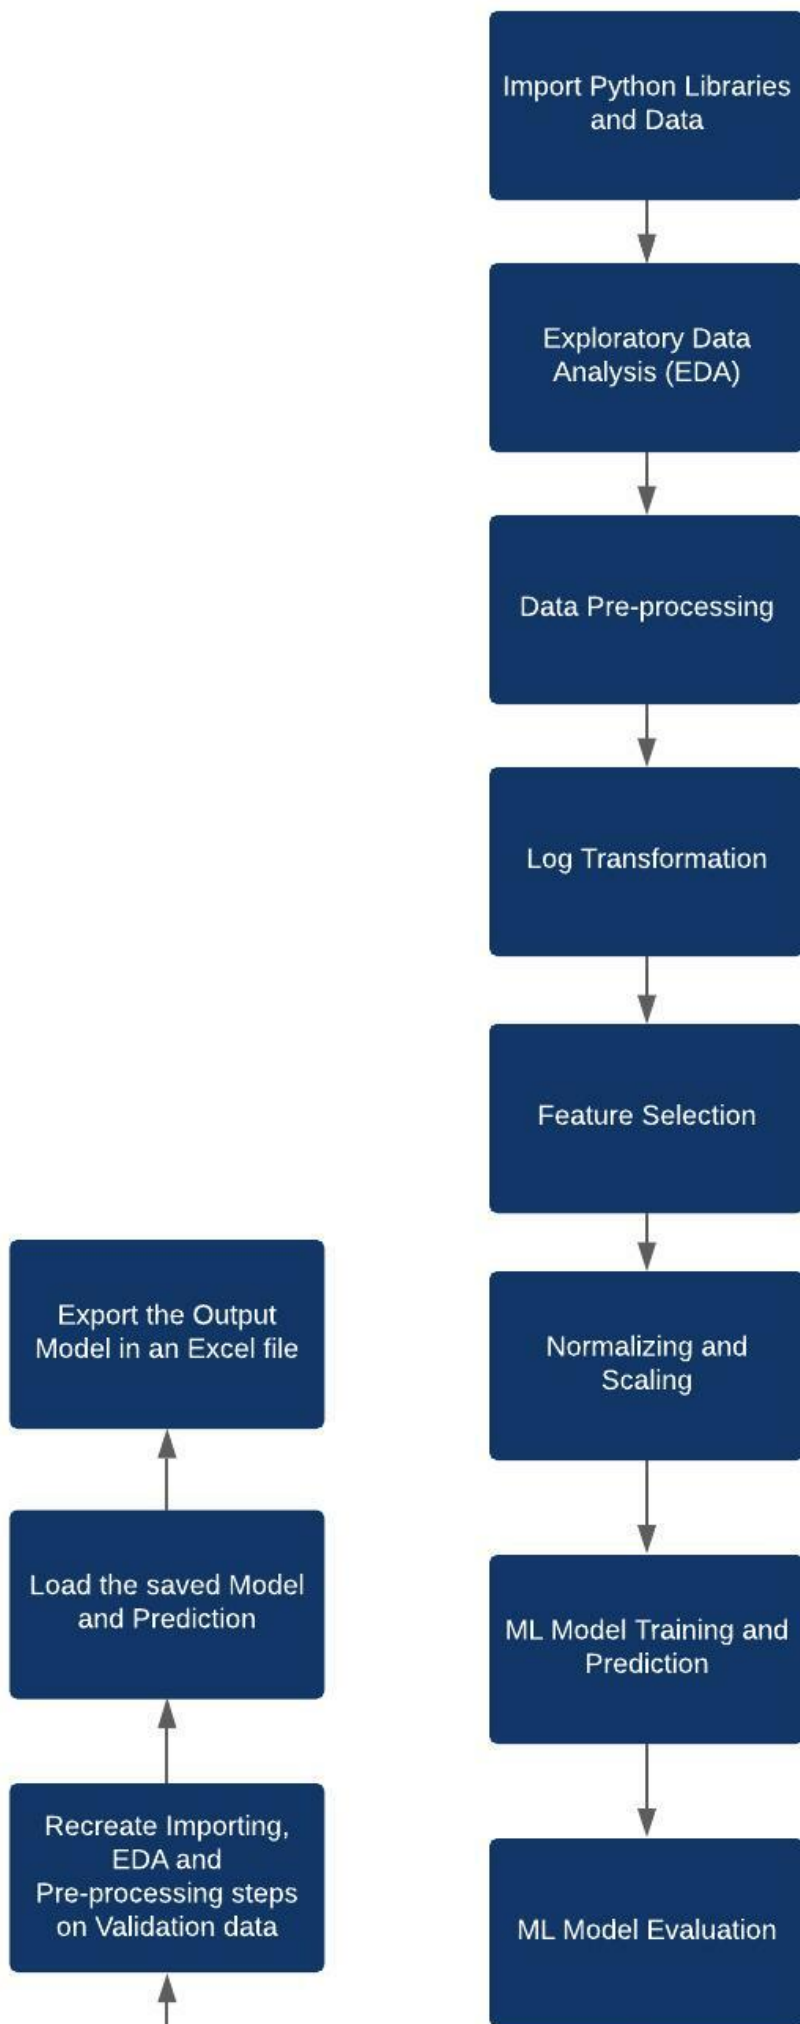 Import Python Libraries
and Data
Exploratory Data
Analysis (EDA)
Data Pre-processing
Log Transformation
Feature Selection
Normalizing and
Scaling
ML Model Training and
Prediction
ML Model Evaluation
Export the Output
Model in an Excel file
Load the saved Model
and Prediction
Recreate Importing,
EDA and
Pre-processing steps
on Validation data